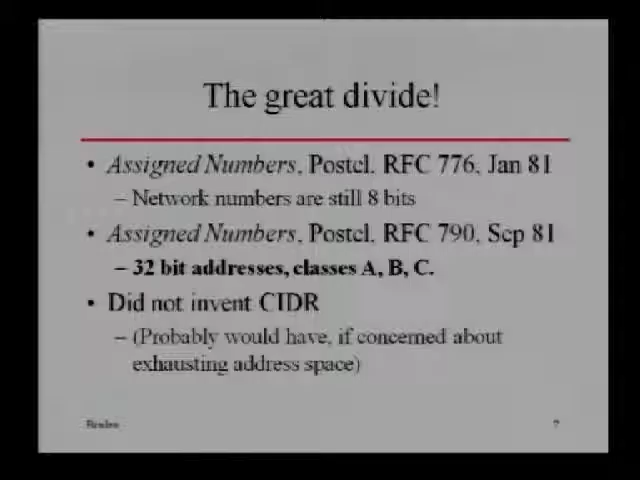 The great divide!
• Assigned Numbers, Postel, RFC 776, Jan 81
– Network numbers are still 8 bits
• Assigned Numbers, Postel, RFC 790, Sep 81
– 32 bit addresses, classes A, B, C.
• Did not invent CIDR
– (Probably would have, if concerned about
exhausting address space)
7